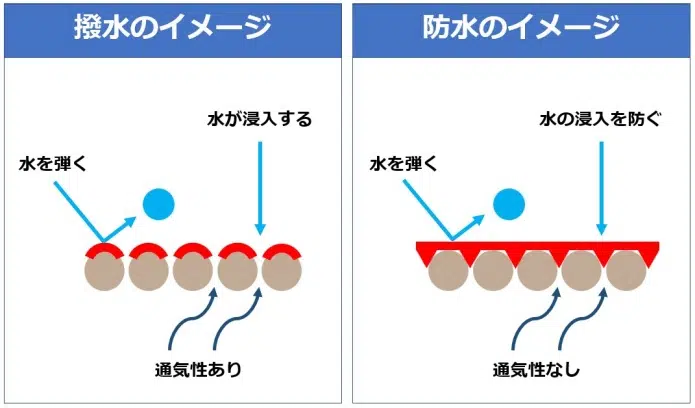 撥水のイメージ
水が浸入する
水を弾く
通気性あり
防水のイメージ
水の浸入を防ぐ
水を弾く
通気性なし